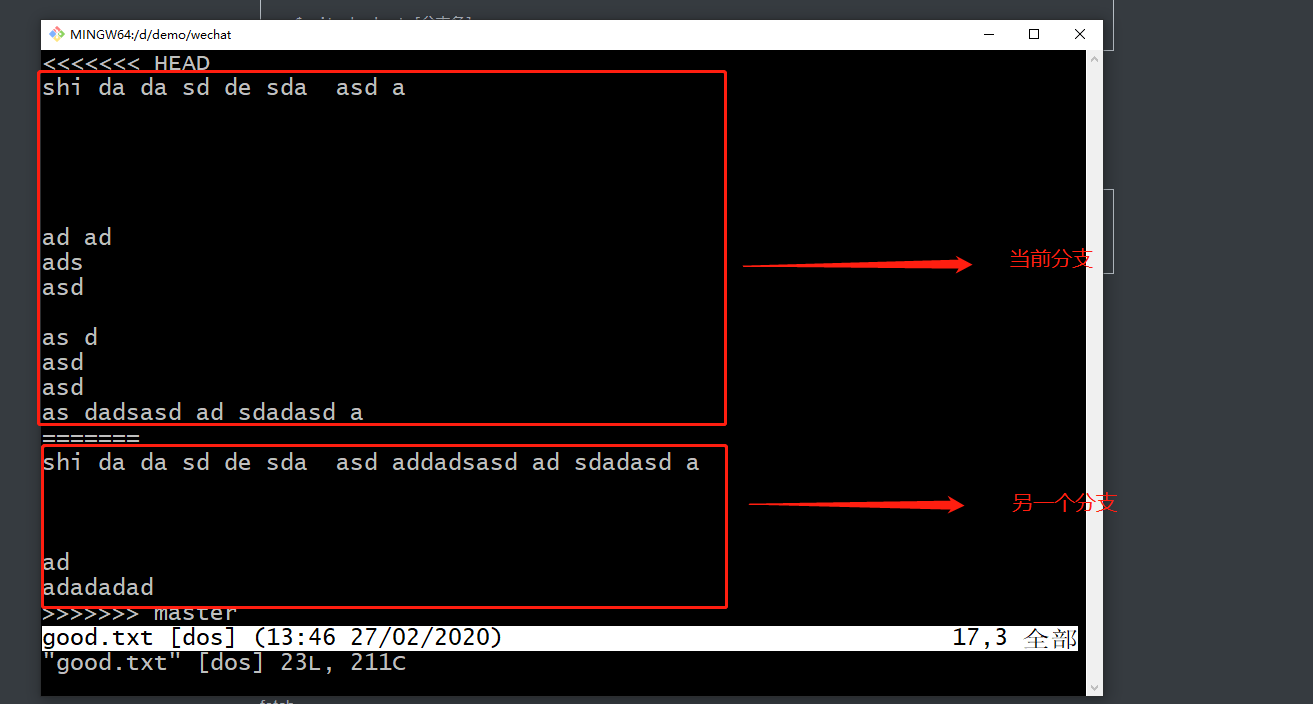 MINGW64:/d/demo/wechat
<<<<<<< HEAD
shi da da sd de sda  asd a
ad ad
ads
asd
当前分支
as d
asd
asd
as dadsasd ad sdadasd a
=======
shi da da sd de sda  asd addadsasd ad sdadasd a
另一个分支
ad
adadadad
>>>>>>> master
good.txt [dos] (13:46 27/02/2020) 17,3 全部
"good.txt" [dos] 23L, 211C